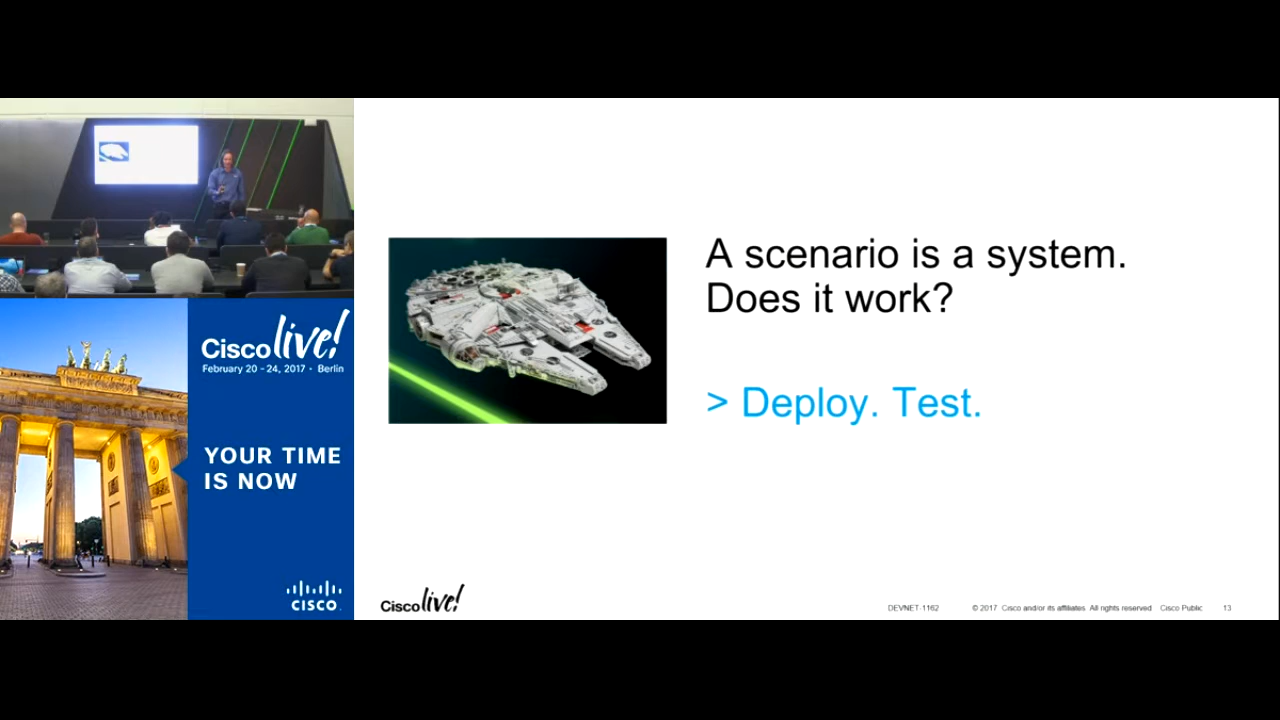 Cisco live!
February 20 - 24, 2017 • Berlin
YOUR TIME
IS NOW
CISCO
A scenario is a system.
Does it work?
> Deploy. Test.
Cisco live!
DEVNET-1162 © 2017 Cisco and/or its affiliates. All rights reserved Cisco Public 13